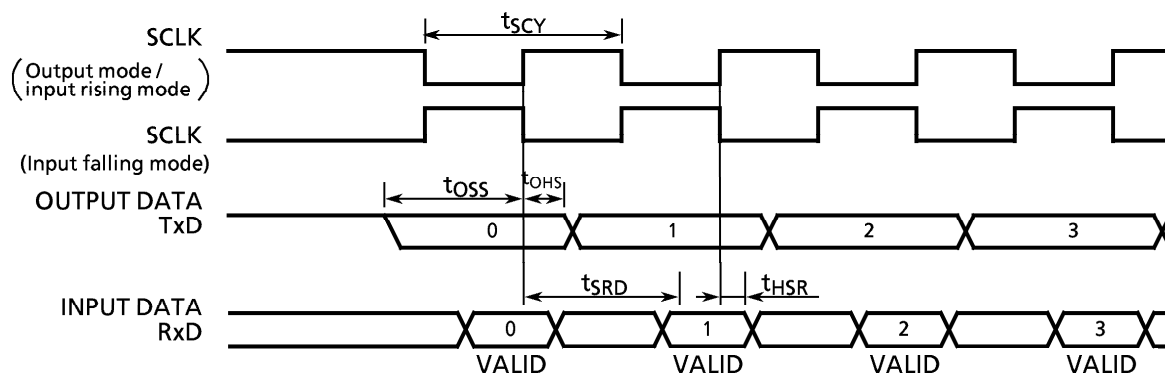 tSCY
SCLK
(Output mode /
input rising mode)
SCLK
(Input falling mode)
tOSS
tOHS
OUTPUT DATA
TxD
0
1
2
3
tSRD
tHSR
INPUT DATA
RxD
0
1
2
3
VALID
VALID
VALID
VALID